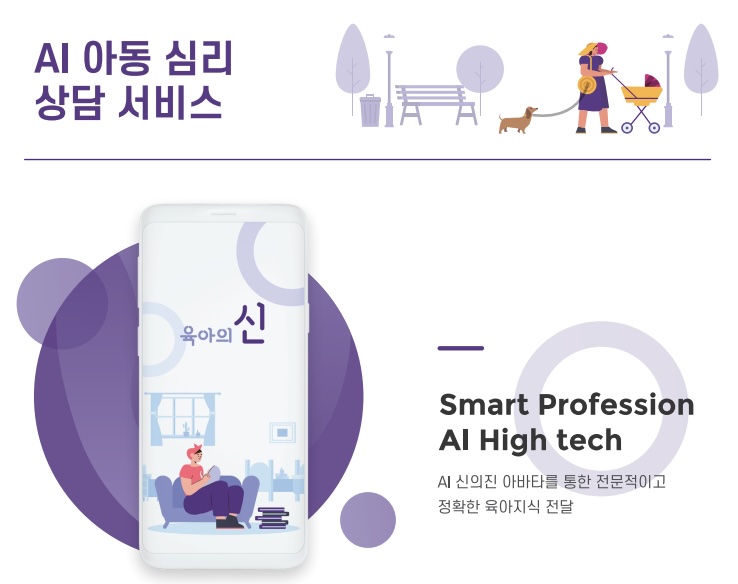 AI 아동 심리
상담 서비스
육아의신
Smart Profession
AI High tech
AI 신의진 아바타를 통한 전문적이고
정확한 육아지식 전달